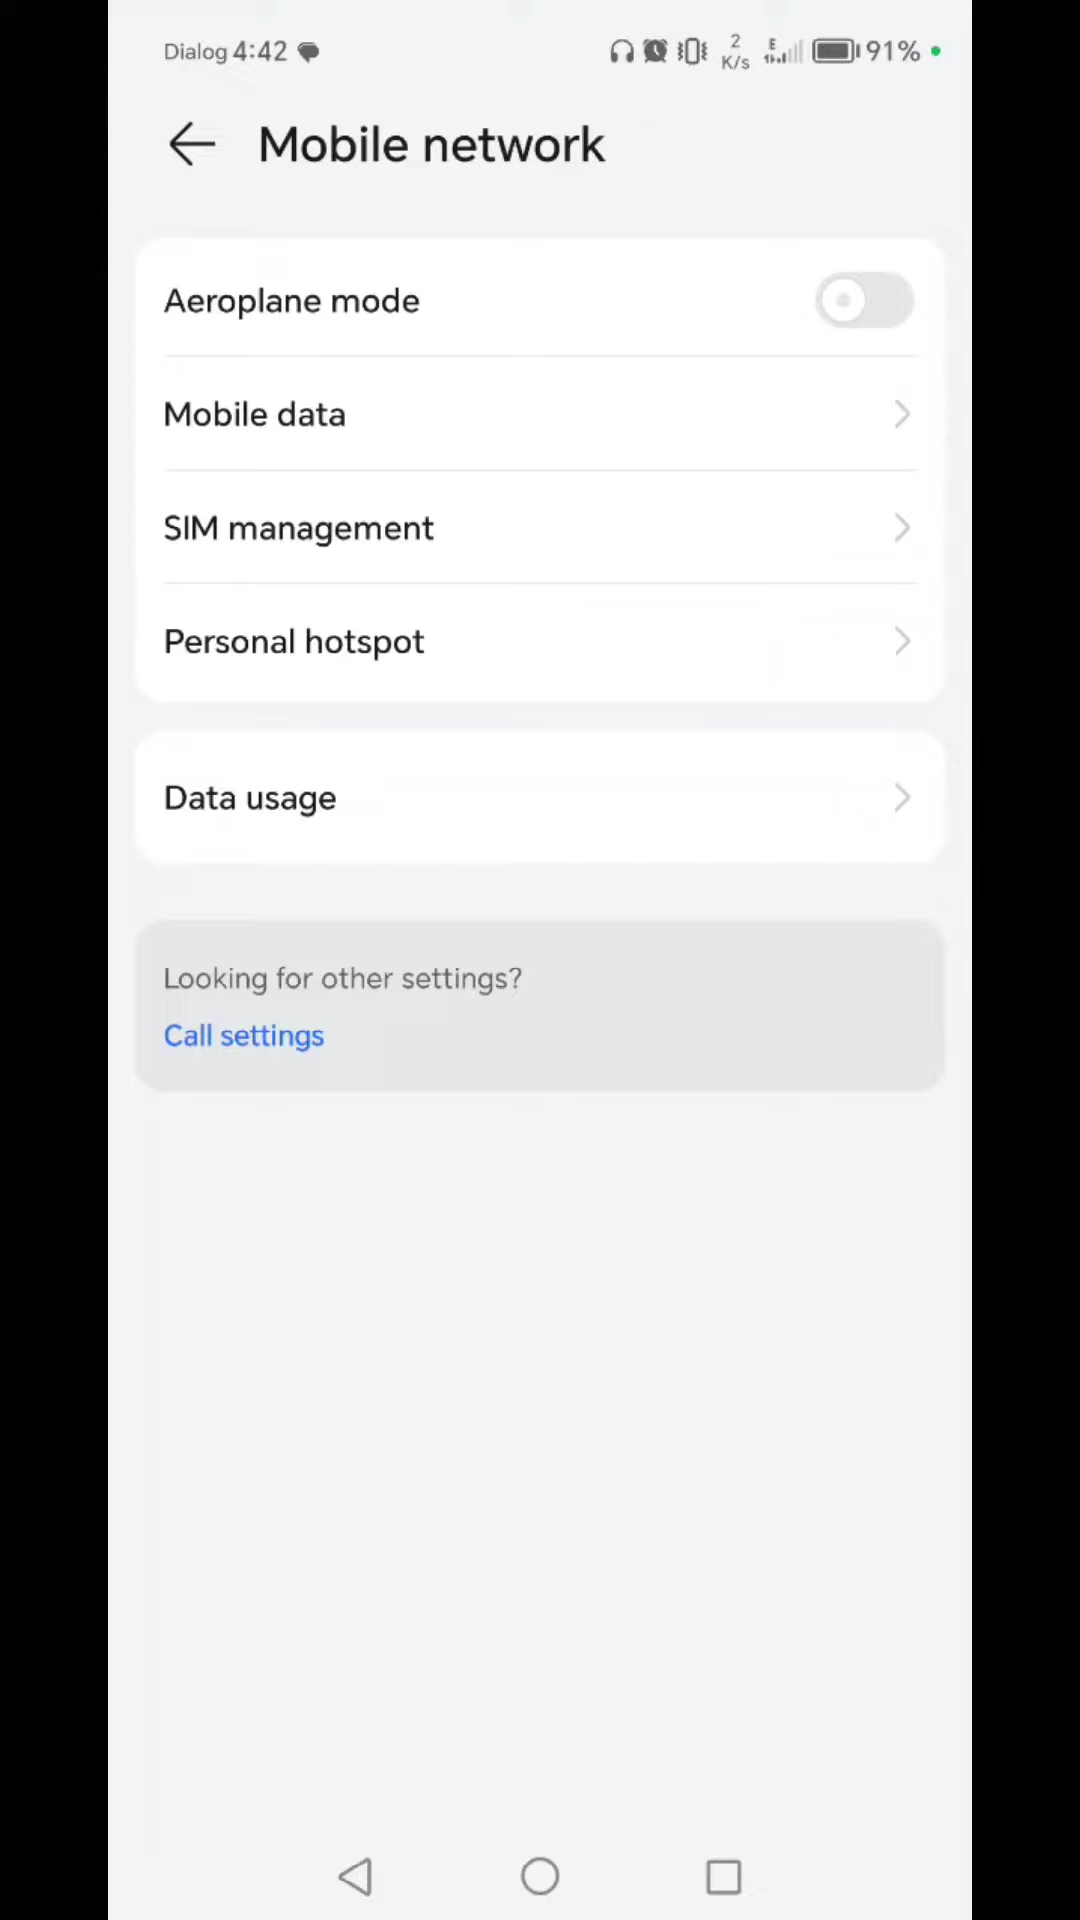 Dialog 4:42
2 K/s E 91%
Mobile network
Aeroplane mode
Mobile data
SIM management
Personal hotspot
Data usage
Looking for other settings?
Call settings